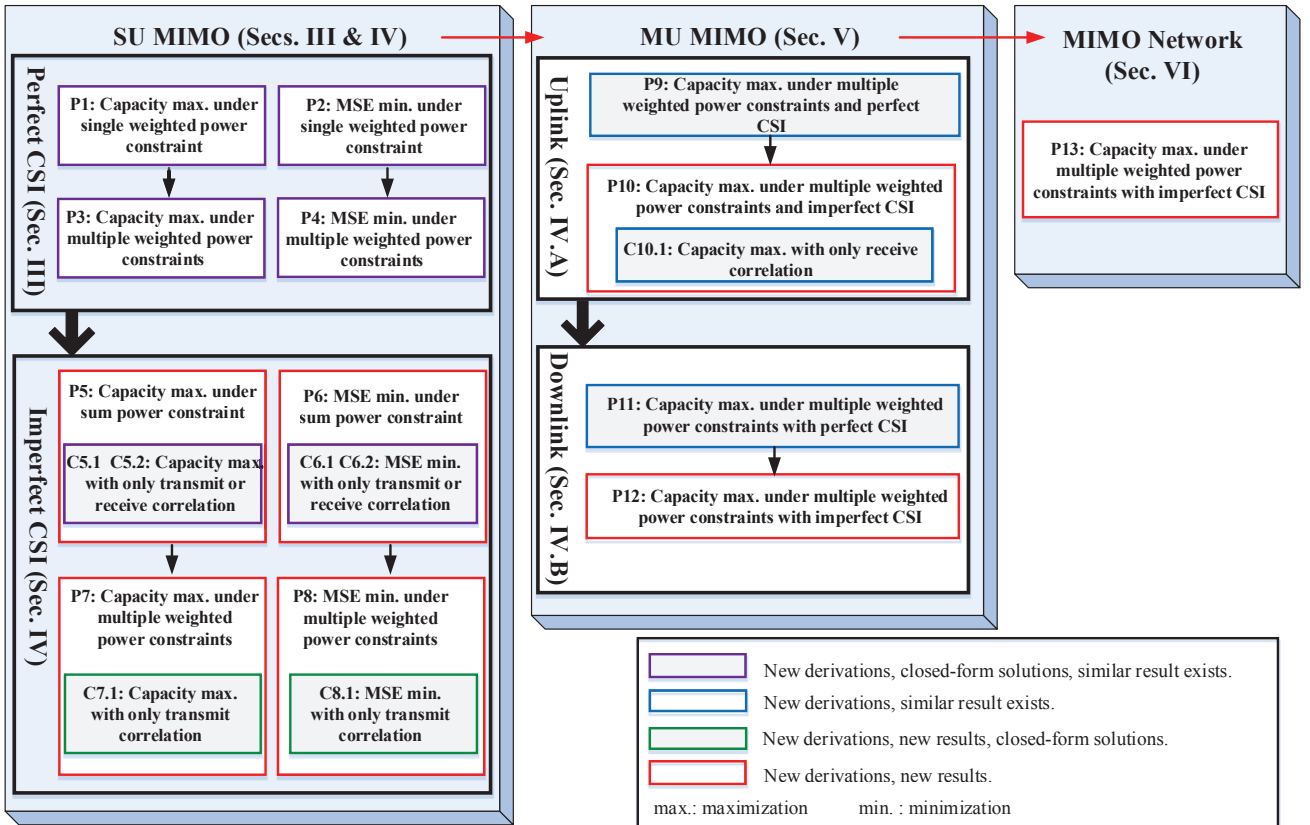 SU MIMO (Secs. III & IV)
Perfect CSI (Sec. III)
P1: Capacity max. under
single weighted power
constraint
P2: MSE min. under
single weighted power
constraint
P3: Capacity max. under
multiple weighted power
constraints
P4: MSE min. under
multiple weighted power
constraints
Imperfect CSI (Sec. IV)
P5: Capacity max. under
sum power constraint
C5.1 C5.2: Capacity max.
with only transmit or
receive correlation
P6: MSE min. under
sum power constraint
C6.1 C6.2: MSE min.
with only transmit or
receive correlation
P7: Capacity max. under
multiple weighted
power constraints
C7.1: Capacity max.
with only transmit
correlation
P8: MSE min. under
multiple weighted
power constraints
C8.1: MSE min.
with only transmit
correlation
MU MIMO (Sec. V)
Uplink (Sec. IV.A)
P9: Capacity max. under multiple
weighted power constraints and perfect
CSI
P10: Capacity max. under multiple weighted
power constraints and imperfect CSI
C10.1: Capacity max. with only receive
correlation
Downlink (Sec. IV.B)
P11: Capacity max. under multiple weighted
power constraints with perfect CSI
P12: Capacity max. under multiple weighted
power constraints with imperfect CSI
MIMO Network
(Sec. VI)
P13: Capacity max. under
multiple weighted power
constraints with imperfect CSI
New derivations, closed-form solutions, similar result exists.
New derivations, similar result exists.
New derivations, new results, closed-form solutions.
New derivations, new results.
max.: maximization min. : minimization